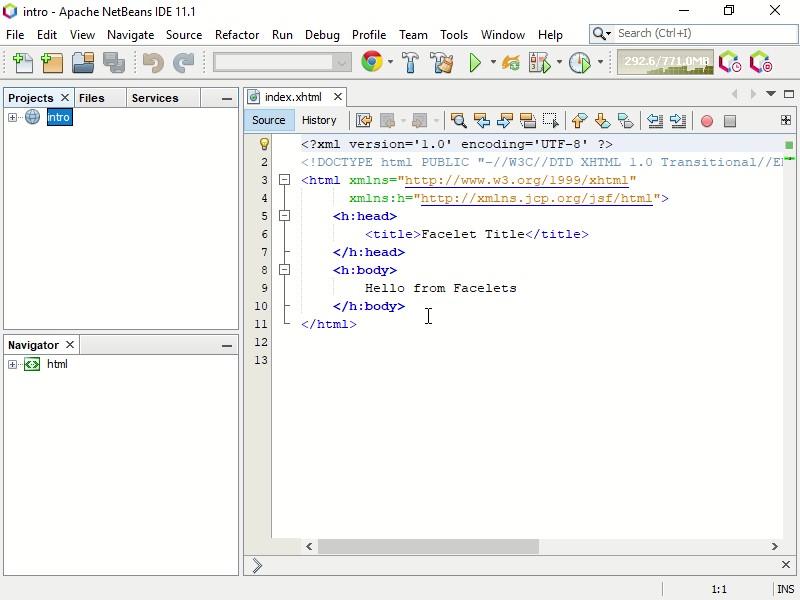 intro - Apache NetBeans IDE 11.1
File Edit View Navigate Source Refactor Run Debug Profile Team Tools Window Help
Search (Ctrl+I)
292.6/771.0MB
Projects Files Services
intro
Navigator
html
index.xhtml
Source History
<?xml version='1.0' encoding='UTF-8' ?>
2 <!DOCTYPE html PUBLIC "-//W3C//DTD XHTML 1.0 Transitional//E
3 <html xmlns="http://www.w3.org/1999/xhtml"
4 xmlns:h="http://xmlns.jcp.org/jsf/html">
5 <h:head>
6 <title>Facelet Title</title>
7 </h:head>
8 <h:body>
9 Hello from Facelets
10 </h:body>
11 </html>
12
13
1:1 INS